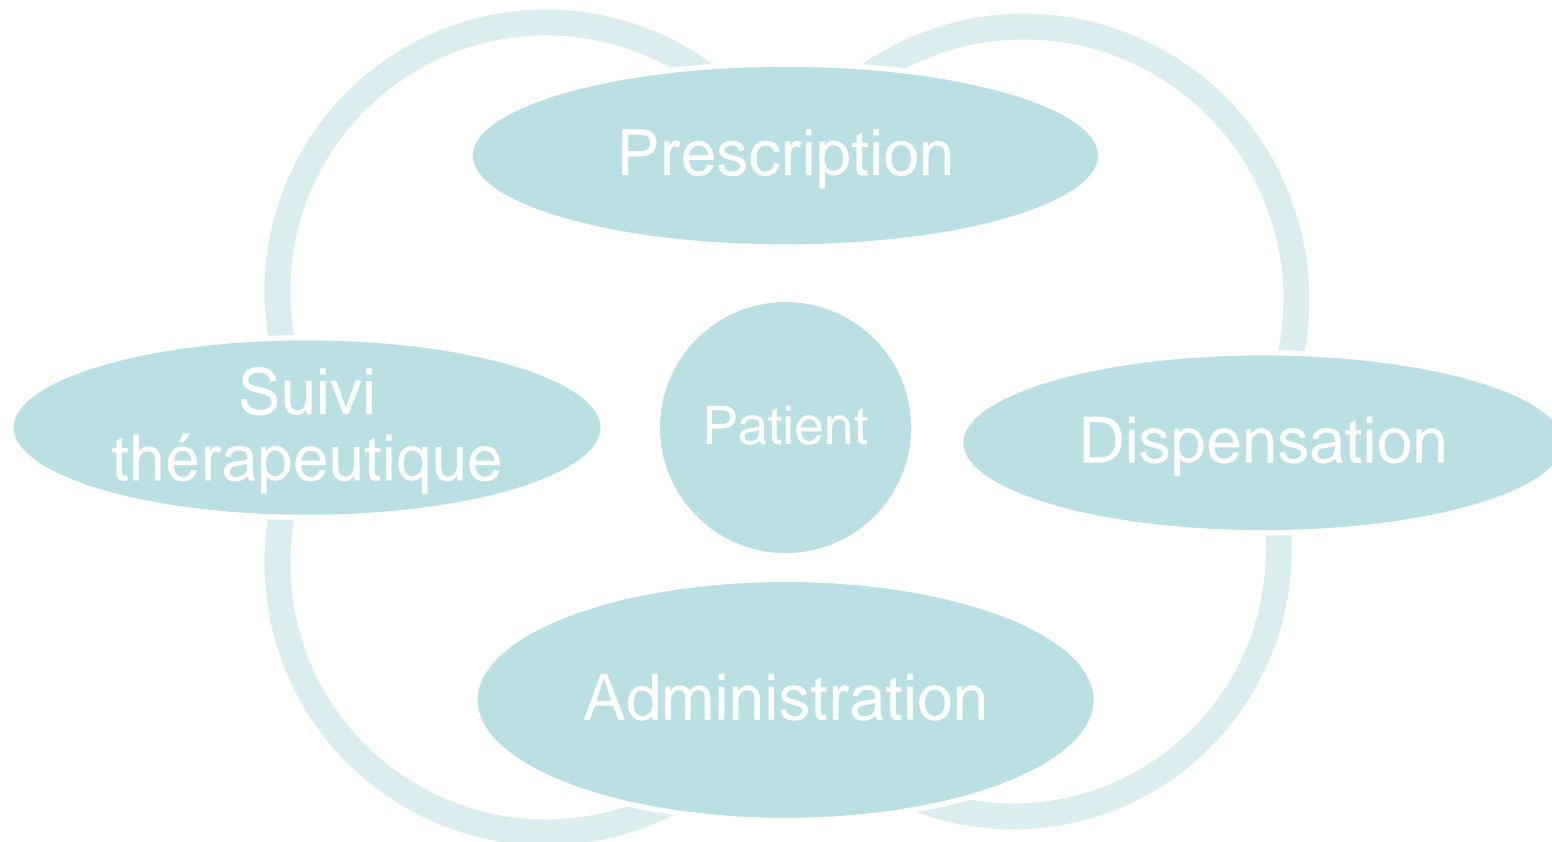 Prescription
Suivi
thérapeutique
Patient
Dispensation
Administration